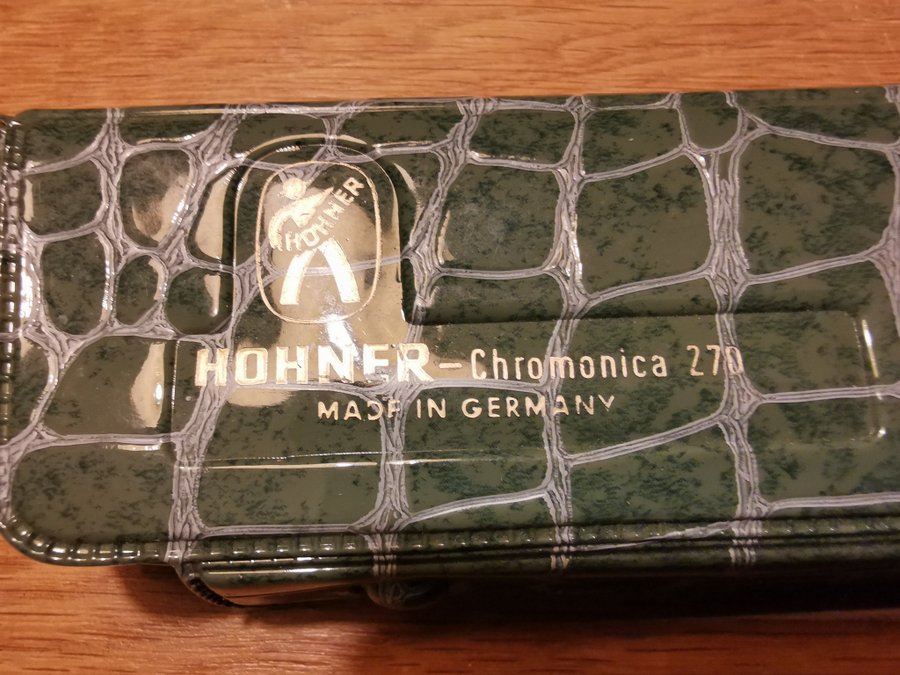 HOHNER
HOHNER-Chromonica 270
MADE IN GERMANY